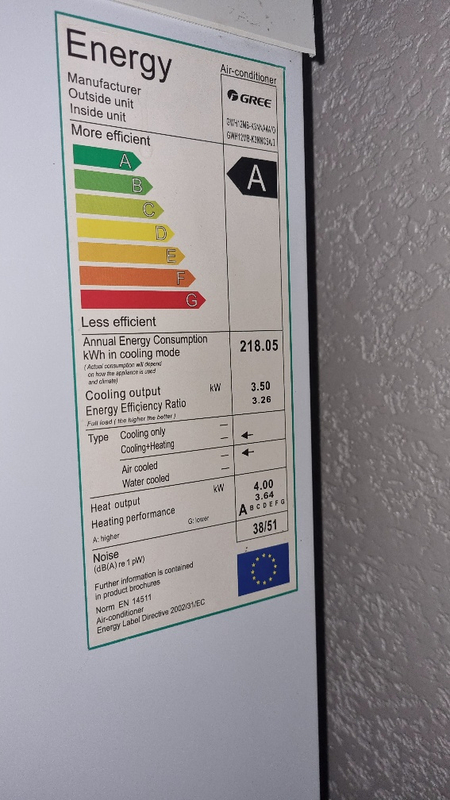 Energy
Air-conditioner
Manufacturer
Outside unit
Inside unit
GREE
More efficient
A
B
C
D
E
F
G
A
Less efficient
Annual Energy Consumption
kWh in cooling mode
218.05
(Actual consumption will depend
on how the appliance is used
and climate)
Cooling output kW 3.50
Energy Efficiency Ratio 3.26
Full load ( the higher the better )
Type Cooling only —
Cooling+Heating —
Air cooled —
Water cooled —
Heat output kW 4.00
3.64
Heating performance A B C D E F G
A: higher G: lower
Noise 38/51
(dB(A) re 1 pW)
Further information is contained
in product brochures
Norm EN 14511
Air-conditioner
Energy Label Directive 2002/31/EC